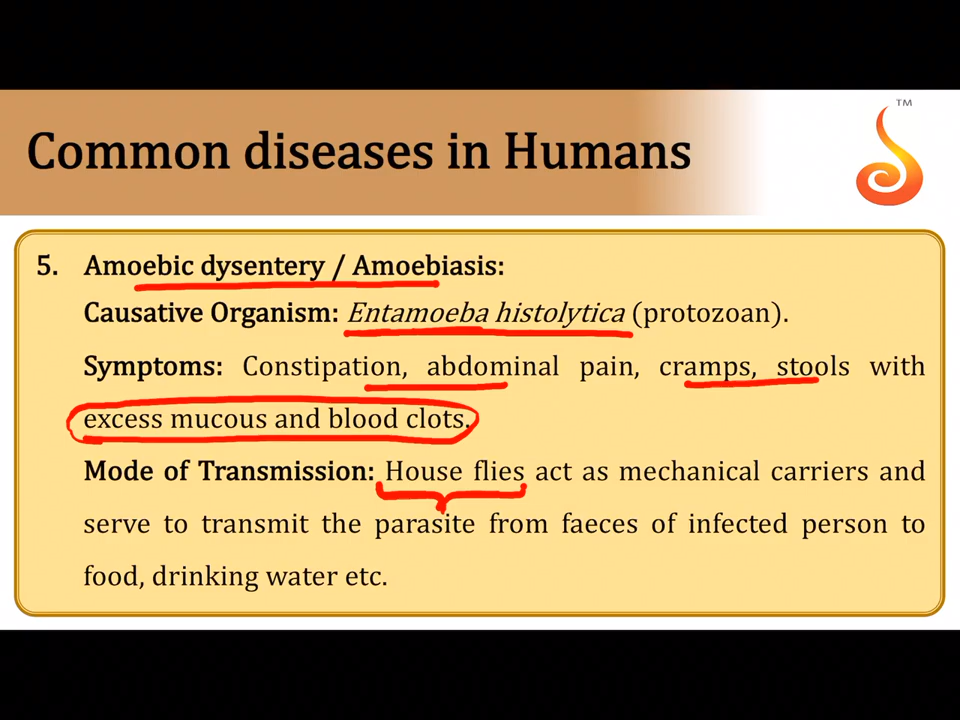 TM
Common diseases in Humans
5. Amoebic dysentery / Amoebiasis:
Causative Organism: Entamoeba histolytica (protozoan).
Symptoms: Constipation, abdominal pain, cramps, stools with
excess mucous and blood clots.
Mode of Transmission: House flies act as mechanical carriers and
serve to transmit the parasite from faeces of infected person to
food, drinking water etc.